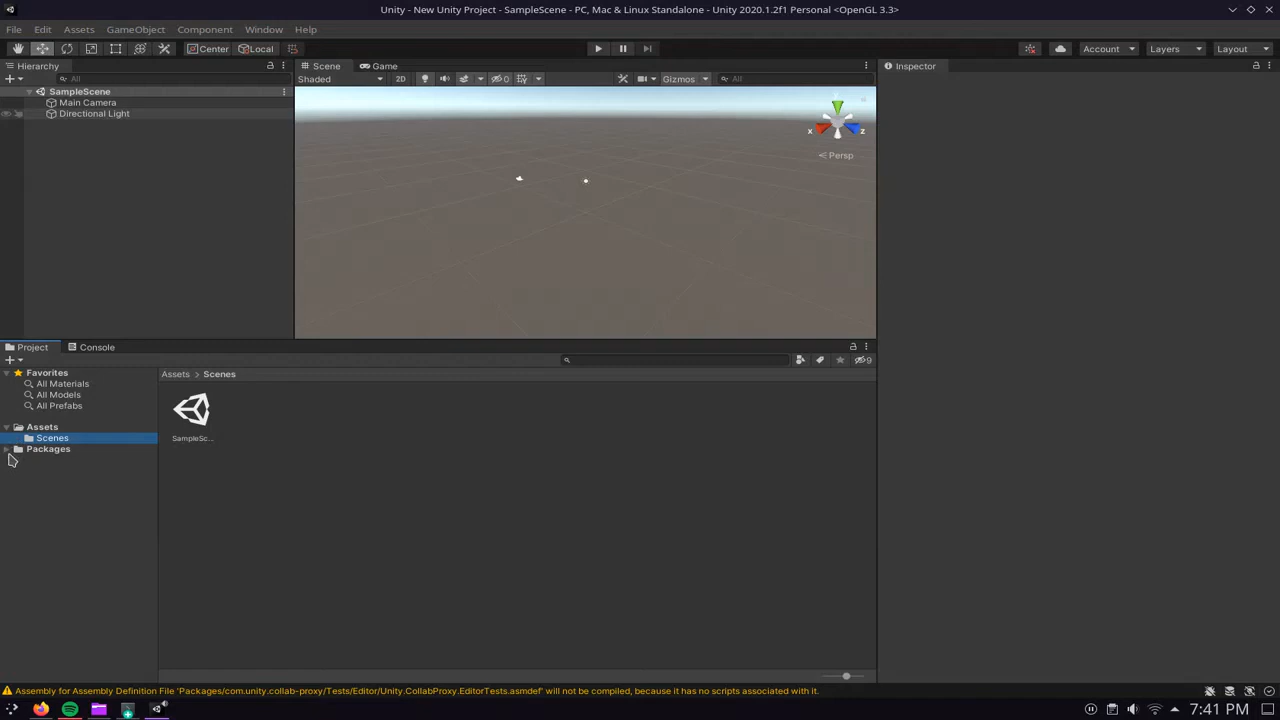 Unity - New Unity Project - SampleScene - PC, Mac & Linux Standalone - Unity 2020.1.2f1 Personal <OpenGL 3.3>
File Edit Assets GameObject Component Window Help
Center Local Account Layers Layout
Hierarchy Scene Game Inspector
All Shaded 2D 0 Gizmos All
SampleScene
Main Camera
Directional Light
x z
Persp
Project Console
9
Favorites
All Materials
All Models
All Prefabs
Assets
Scenes
Packages
Assets > Scenes
SampleSc...
Assembly for Assembly Definition File 'Packages/com.unity.collab-proxy/Tests/Editor/Unity.CollabProxy.EditorTests.asmdef' will not be compiled, because it has no scripts associated with it.
7:41 PM